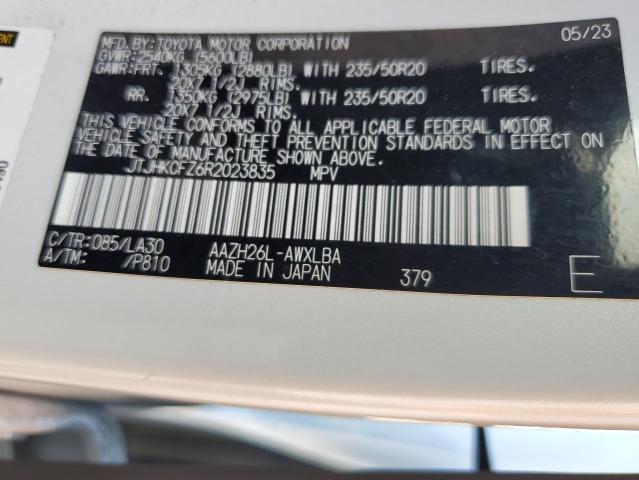 MFD.BY:TOYOTA MOTOR CORPORATION 05/23
GVWR:2540KG (5600LB)
GAWR:FRT. 1305KG (2880LB) WITH 235/50R20 TIRES.
20X7 1/2J RIMS.
RR. 1350KG (2975LB) WITH 235/50R20 TIRES.
20X7 1/2J RIMS.
THIS VEHICLE CONFORMS TO ALL APPLICABLE FEDERAL MOTOR
VEHICLE SAFETY AND THEFT PREVENTION STANDARDS IN EFFECT ON
THE DATE OF MANUFACTURE SHOWN ABOVE.
JTJHKCFZ6R2023835 MPV
C/TR:085/LA30 AAZH26L-AWXLBA
A/TM: /P810 MADE IN JAPAN 379 E